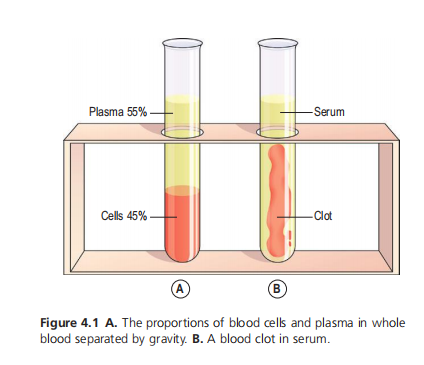 Plasma 55%
Serum
Cells 45%
Clot
A
B
Figure 4.1 A. The proportions of blood cells and plasma in whole
blood separated by gravity. B. A blood clot in serum.